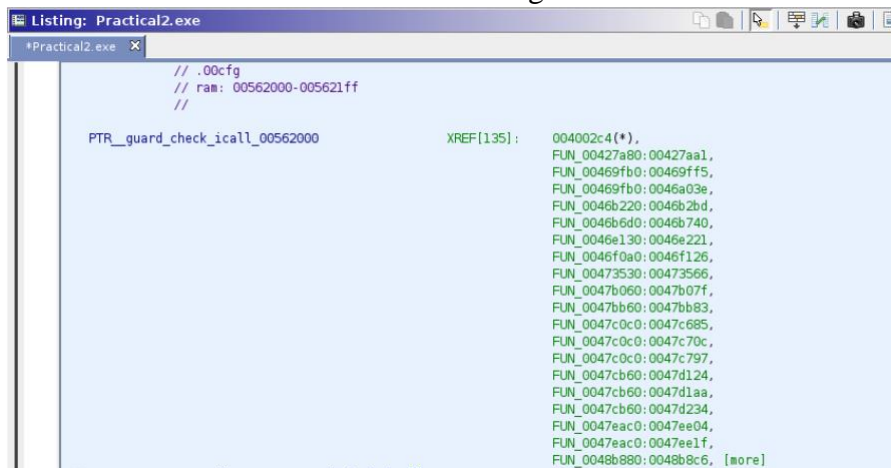 Listing: Practical2.exe
*Practical2.exe
// .00cfg
// ram: 00562000-005621ff
//
PTR__guard_check_icall_00562000 XREF[135]: 004002c4(*),
FUN_00427a80:00427aa1,
FUN_00469fb0:00469ff5,
FUN_00469fb0:0046a03e,
FUN_0046b220:0046b2bd,
FUN_0046b6d0:0046b740,
FUN_0046e130:0046e221,
FUN_0046f0a0:0046f126,
FUN_00473530:00473566,
FUN_0047b060:0047b07f,
FUN_0047bb60:0047bb83,
FUN_0047c0c0:0047c685,
FUN_0047c0c0:0047c70c,
FUN_0047c0c0:0047c797,
FUN_0047cb60:0047d124,
FUN_0047cb60:0047d1aa,
FUN_0047cb60:0047d234,
FUN_0047eac0:0047ee04,
FUN_0047eac0:0047ee1f,
FUN_0048b880:0048b8c6, [more]